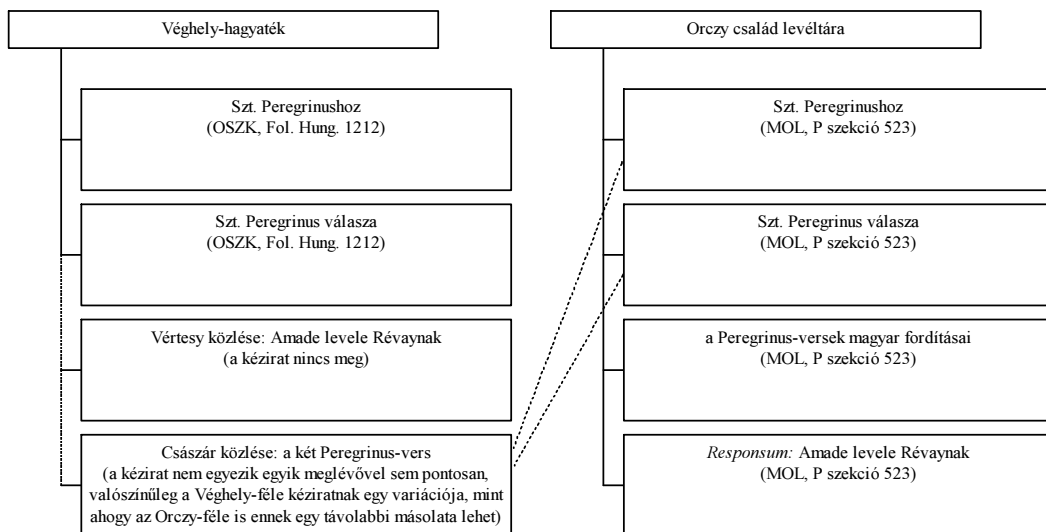 Véghely-hagyaték
Szt. Peregrinushoz
(OSZK, Fol. Hung. 1212)
Szt. Peregrinus válasza
(OSZK, Fol. Hung. 1212)
Vértesy közlése: Amade levele Révaynak
(a kézirat nincs meg)
Császár közlése: a két Peregrinus-vers
(a kézirat nem egyezik egyik meglévővel sem pontosan,
valószínűleg a Véghely-féle kéziratnak egy variációja, mint
ahogy az Orczy-féle is ennek egy távolabbi másolata lehet)
Orczy család levéltára
Szt. Peregrinushoz
(MOL, P szekció 523)
Szt. Peregrinus válasza
(MOL, P szekció 523)
a Peregrinus-versek magyar fordításai
(MOL, P szekció 523)
Responsum: Amade levele Révaynak
(MOL, P szekció 523)